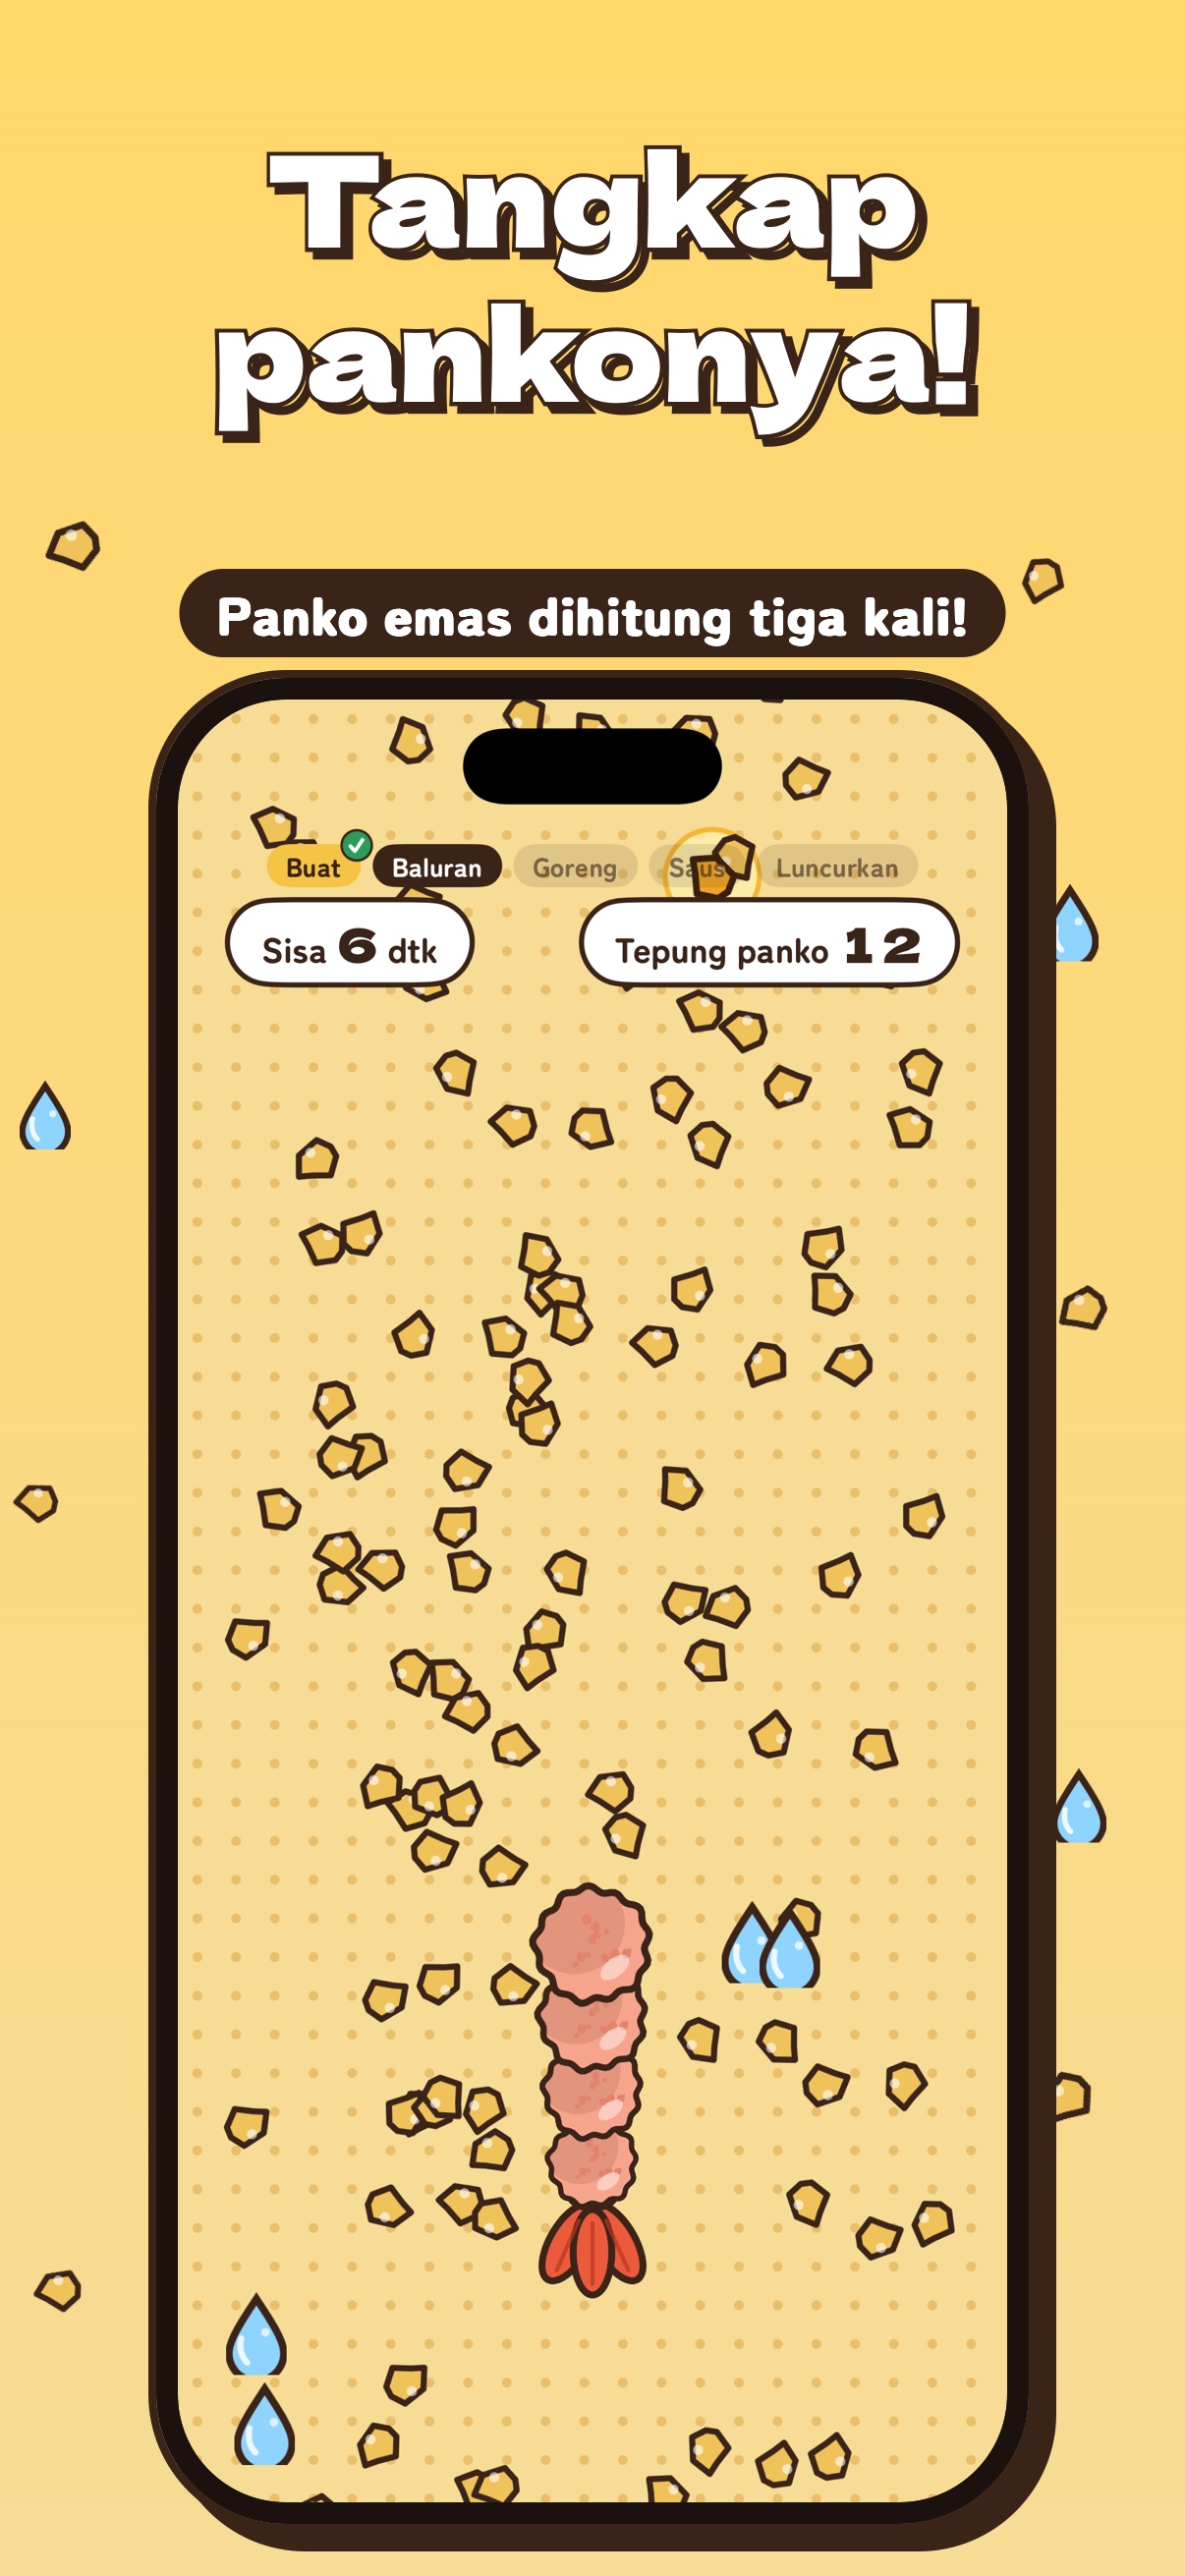 Tangkap
pankonya!
Panko emas dihitung tiga kali!
Buat Baluran Goreng Saus Luncurkan
Sisa 6 dtk Tepung panko 12